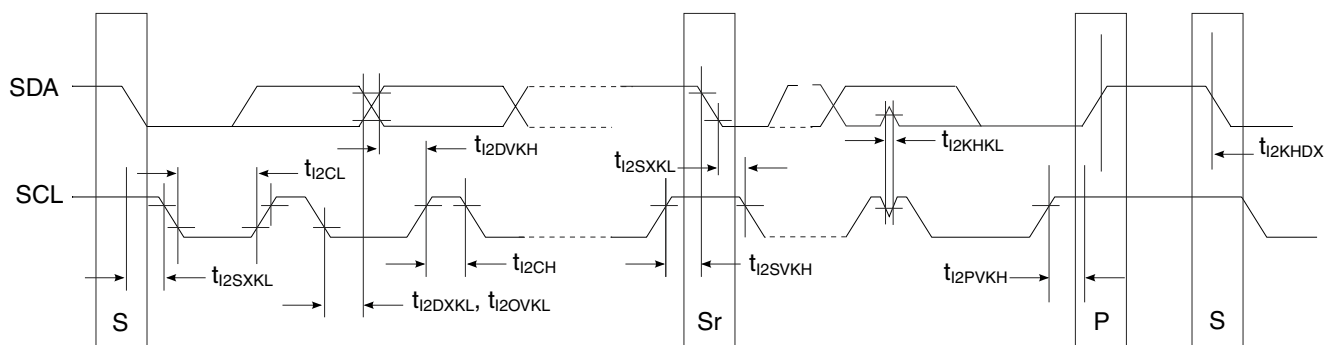 SDA
tI2DVKH
tI2KHKL
tI2KHDX
tI2CL
tI2SXKL
SCL
tI2SXKL
tI2CH
tI2SVKH
tI2PVKH
tI2DXKL, tI2OVKL
S
Sr
P
S